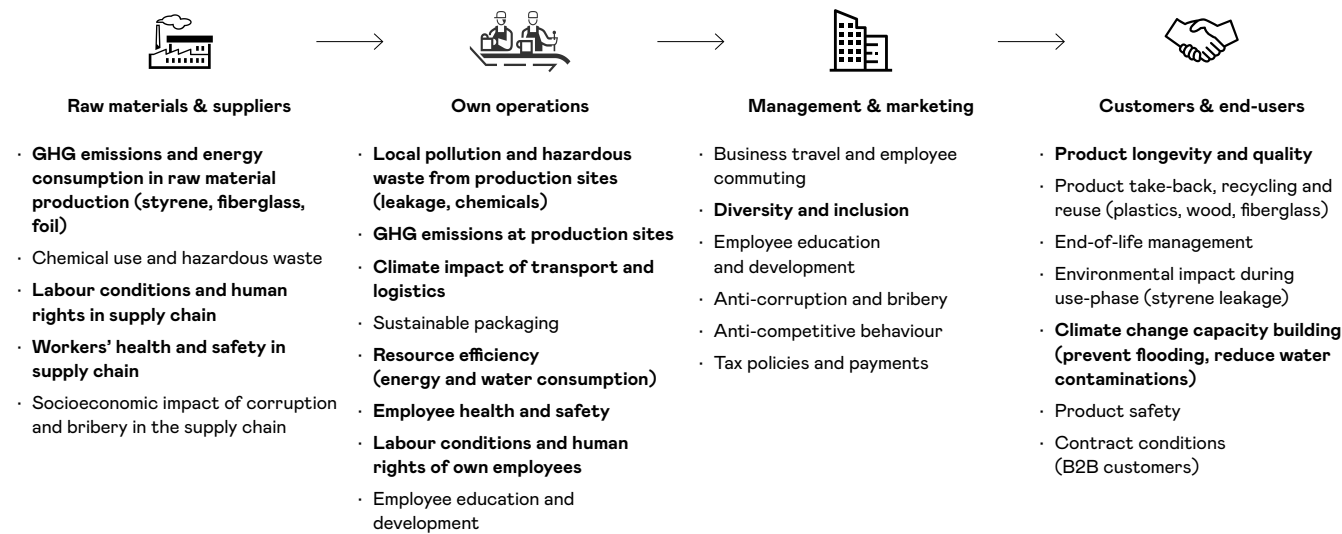 Raw materials & suppliers
· GHG emissions and energy
consumption in raw material
production (styrene, fiberglass,
foil)
· Chemical use and hazardous waste
· Labour conditions and human
rights in supply chain
· Workers’ health and safety in
supply chain
· Socioeconomic impact of corruption
and bribery in the supply chain
Own operations
· Local pollution and hazardous
waste from production sites
(leakage, chemicals)
· GHG emissions at production sites
· Climate impact of transport and
logistics
· Sustainable packaging
· Resource efficiency
(energy and water consumption)
· Employee health and safety
· Labour conditions and human
rights of own employees
· Employee education and
development
Management & marketing
· Business travel and employee
commuting
· Diversity and inclusion
· Employee education
and development
· Anti-corruption and bribery
· Anti-competitive behaviour
· Tax policies and payments
Customers & end-users
· Product longevity and quality
· Product take-back, recycling and
reuse (plastics, wood, fiberglass)
· End-of-life management
· Environmental impact during
use-phase (styrene leakage)
· Climate change capacity building
(prevent flooding, reduce water
contaminations)
· Product safety
· Contract conditions
(B2B customers)